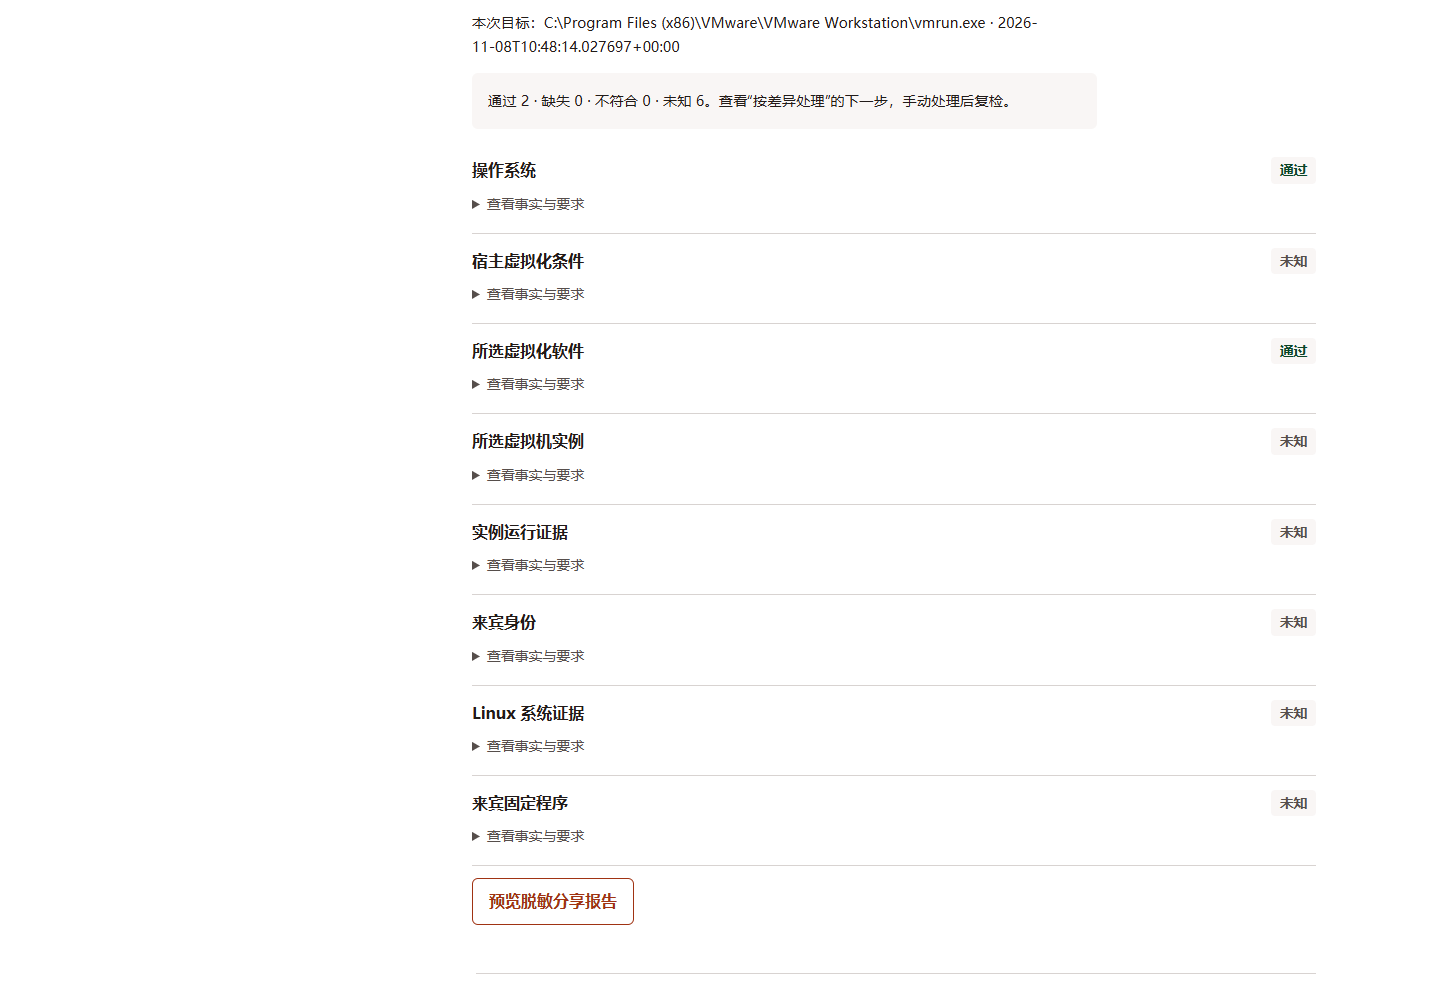 本次目标：C:\Program Files (x86)\VMware\VMware Workstation\vmrun.exe · 2026-
11-08T10:48:14.027697+00:00
通过 2 · 缺失 0 · 不符合 0 · 未知 6。查看“按差异处理”的下一步，手动处理后复检。
操作系统
通过
▶ 查看事实与要求
宿主虚拟化条件
未知
▶ 查看事实与要求
所选虚拟化软件
通过
▶ 查看事实与要求
所选虚拟机实例
未知
▶ 查看事实与要求
实例运行证据
未知
▶ 查看事实与要求
来宾身份
未知
▶ 查看事实与要求
Linux 系统证据
未知
▶ 查看事实与要求
来宾固定程序
未知
▶ 查看事实与要求
预览脱敏分享报告